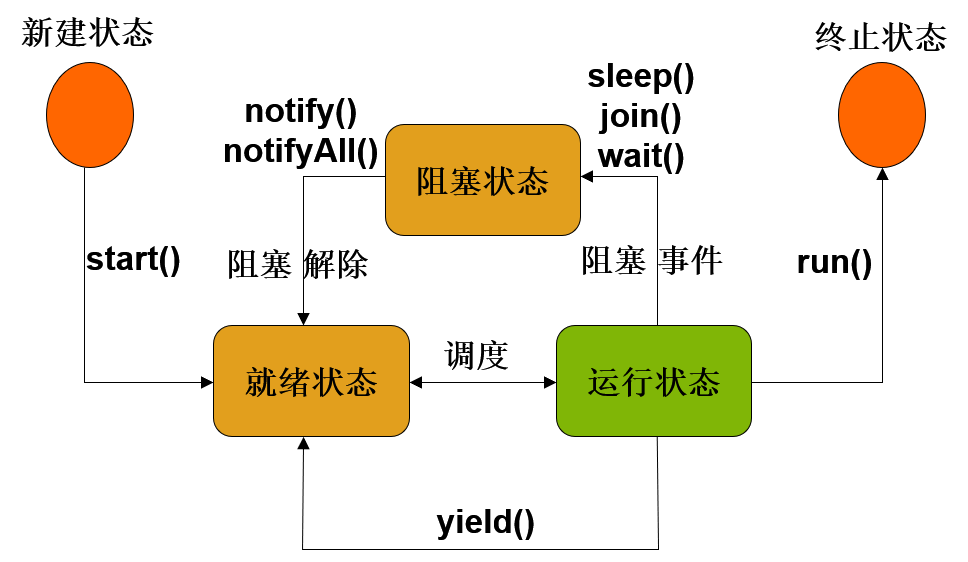 新建状态
终止状态
sleep()
join()
wait()
notify()
notifyAll()
阻塞状态
start()
阻塞 解除
阻塞 事件
run()
调度
就绪状态
运行状态
yield()